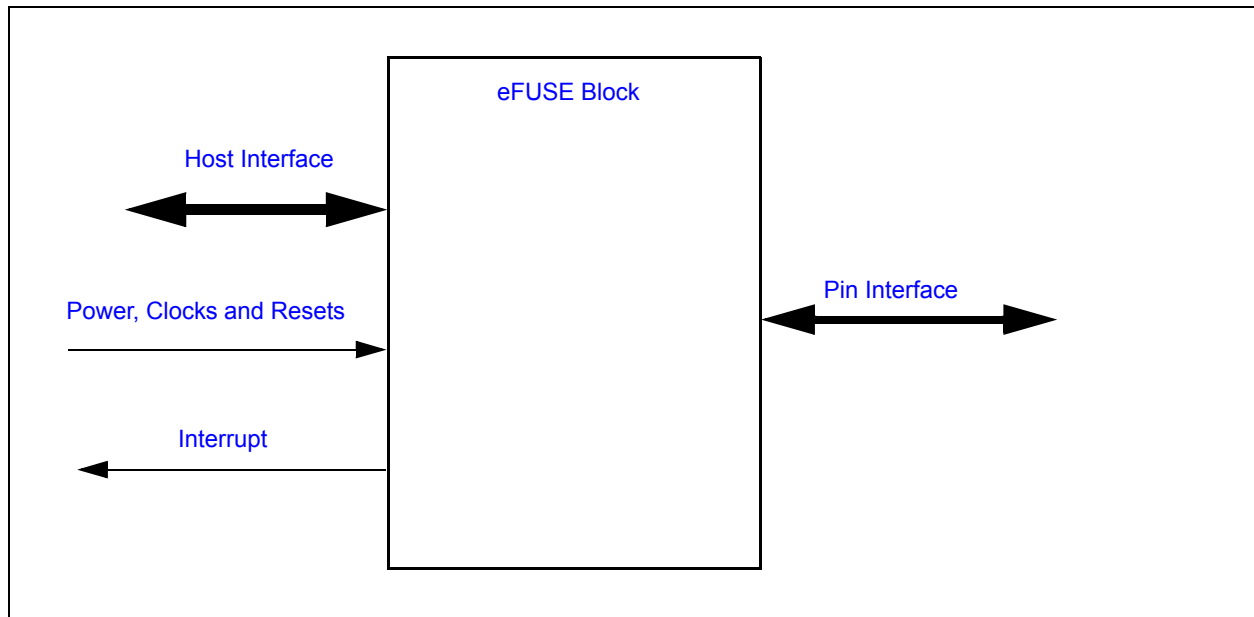 eFUSE Block
Host Interface
Pin Interface
Power, Clocks and Resets
Interrupt